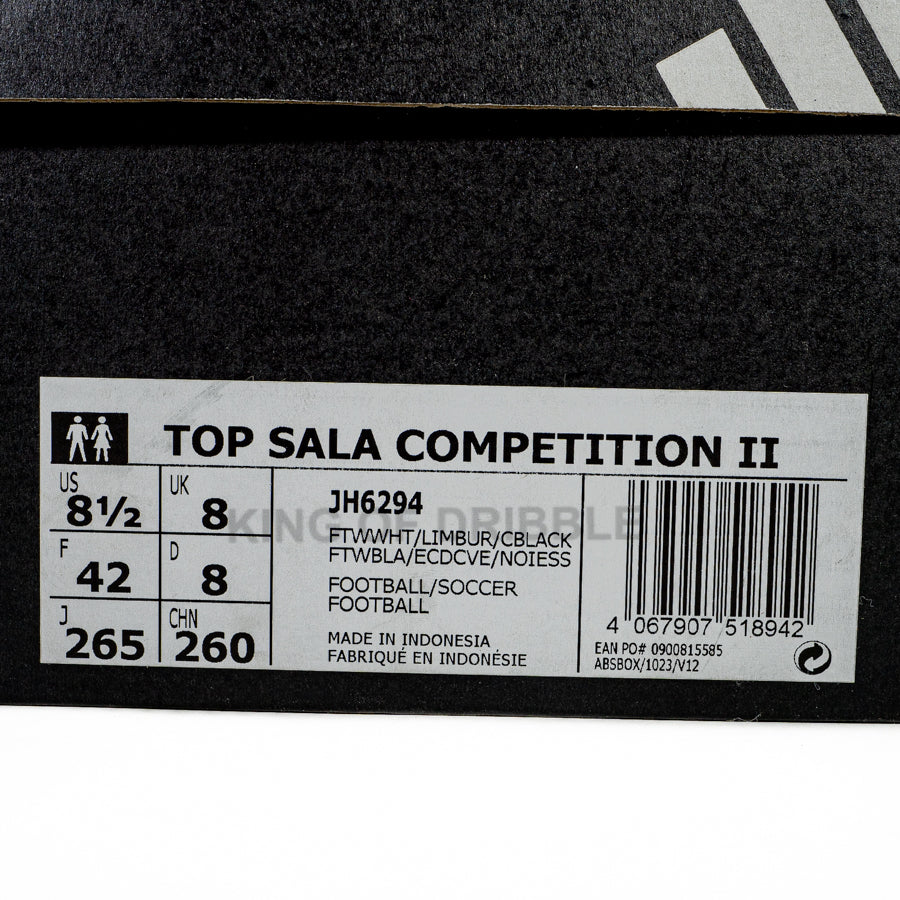 TOP SALA COMPETITION II
US 8½ UK 8
F 42 D 8
J 265 CHN 260
JH6294
FTWWHT/LIMBUR/CBLACK
FTWBLA/ECDCVE/NOIESS
FOOTBALL/SOCCER
FOOTBALL
MADE IN INDONESIA
FABRIQUÉ EN INDONÉSIE
4 067907 518942
EAN PO# 0900815585
ABSBOX/1023/V12
KING OF DRIBBLE